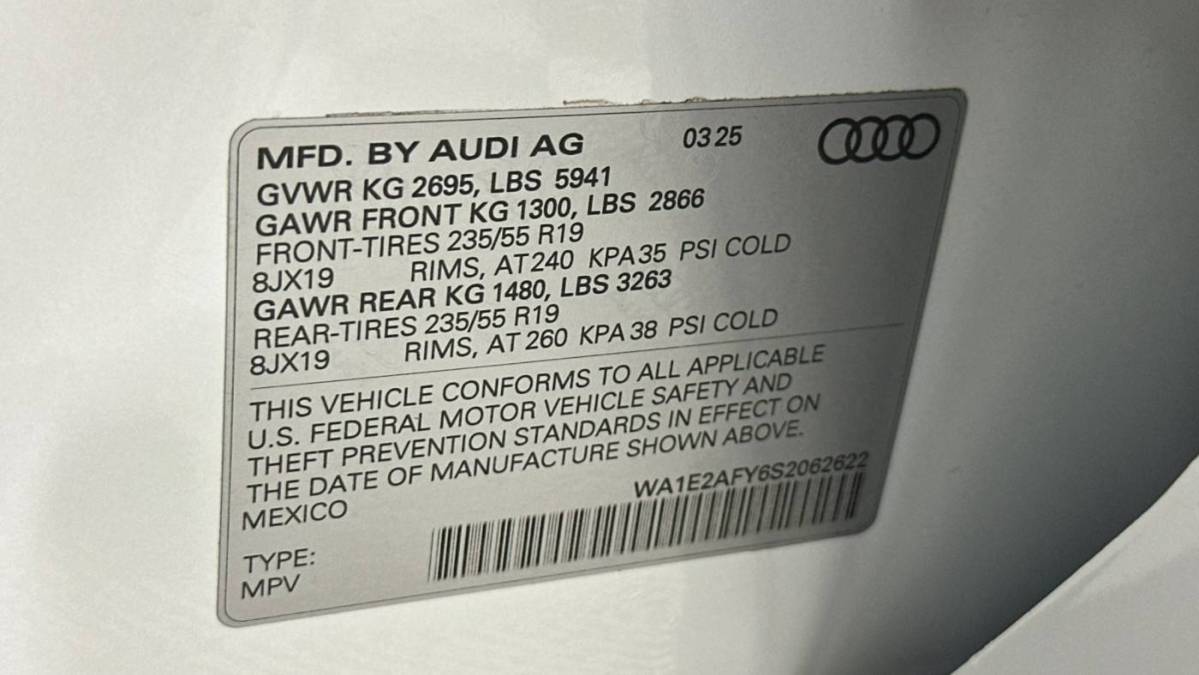 MFD. BY AUDI AG 03 25
GVWR KG 2695, LBS 5941
GAWR FRONT KG 1300, LBS 2866
FRONT-TIRES 235/55 R19
8JX19 RIMS, AT 240 KPA 35 PSI COLD
GAWR REAR KG 1480, LBS 3263
REAR-TIRES 235/55 R19
8JX19 RIMS, AT 260 KPA 38 PSI COLD
THIS VEHICLE CONFORMS TO ALL APPLICABLE
U.S. FEDERAL MOTOR VEHICLE SAFETY AND
THEFT PREVENTION STANDARDS IN EFFECT ON
THE DATE OF MANUFACTURE SHOWN ABOVE.
MEXICO WA1E2AFY6S2062622
TYPE:
MPV